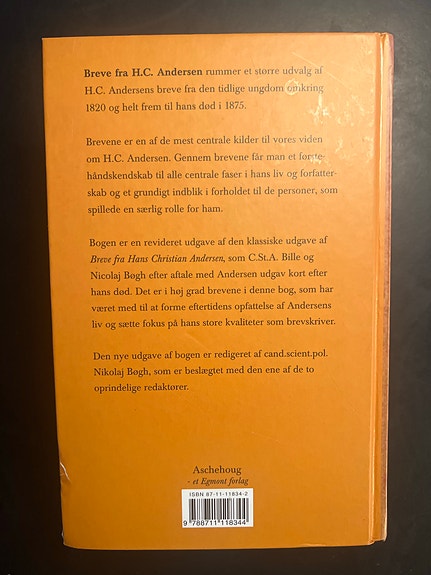 Breve fra H.C. Andersen rummer et større udvalg af
H.C. Andersens breve fra den tidlige ungdom omkring
1820 og helt frem til hans død i 1875.
Brevene er en af de mest centrale kilder til vores viden
om H.C. Andersen. Gennem brevene får man et første-
håndskendskab til alle centrale faser i hans liv og forfatter-
skab og et grundigt indblik i forholdet til de personer, som
spillede en særlig rolle for ham.
Bogen er en revideret udgave af den klassiske udgave af
Breve fra Hans Christian Andersen, som C.St.A. Bille og
Nicolaj Bøgh efter aftale med Andersen udgav kort efter
hans død. Det er i høj grad brevene i denne bog, som har
været med til at forme eftertidens opfattelse af Andersens
liv og sætte fokus på hans store kvaliteter som brevskriver.
Den nye udgave af bogen er redigeret af cand.scient.pol.
Nikolaj Bøgh, som er beslægtet med den ene af de to
oprindelige redaktører.
Aschehoug
- et Egmont forlag
ISBN 87-11-11834-2
9 788711 118344